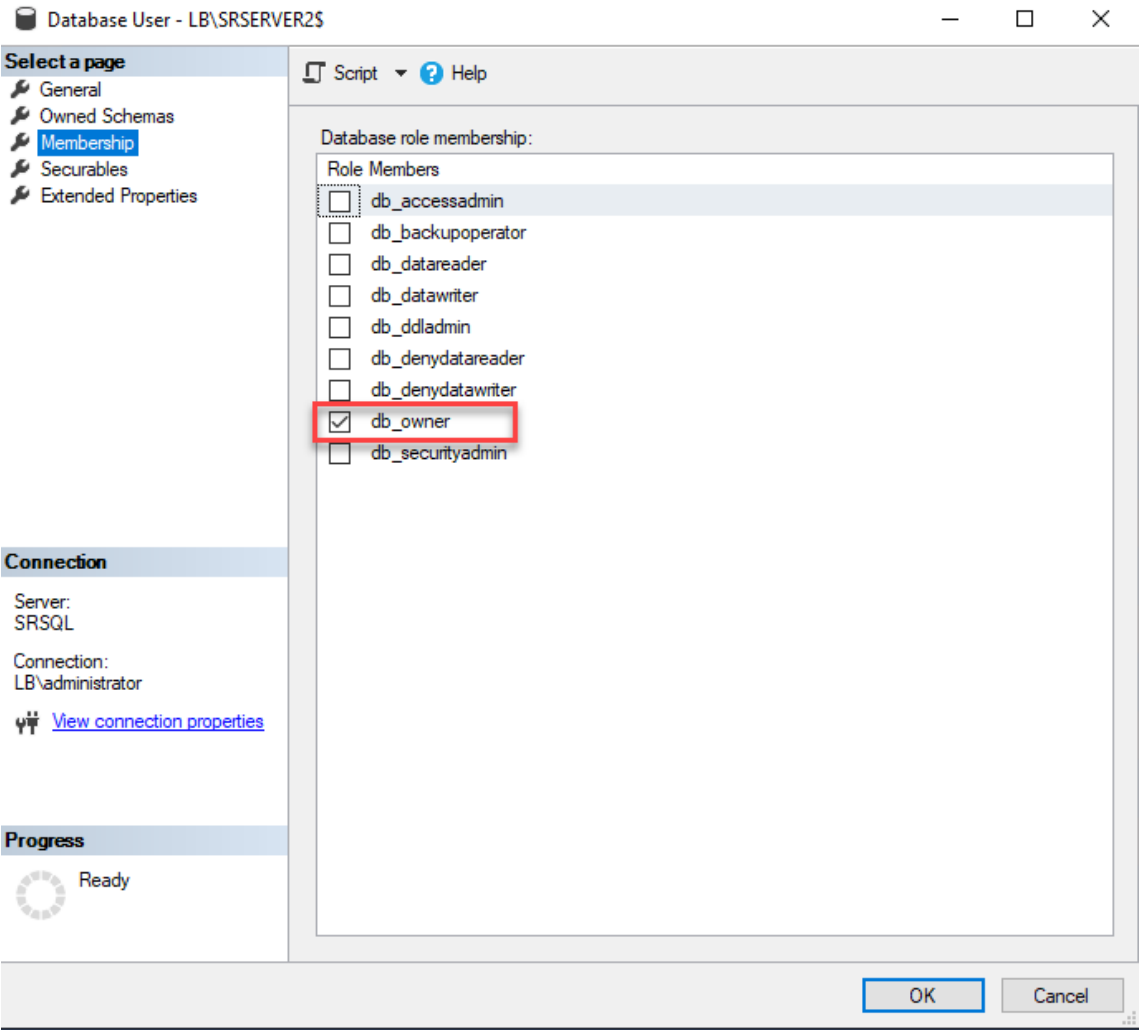 Database User - LB\SRSERVER2$
Select a page
General
Owned Schemas
Membership
Securables
Extended Properties
Script
Help
Database role membership:
Role Members
db_accessadmin
db_backupoperator
db_datareader
db_datawriter
db_ddladmin
db_denydatareader
db_denydatawriter
db_owner
db_securityadmin
Connection
Server:
SRSQL
Connection:
LB\administrator
View connection properties
Progress
Ready
OK
Cancel